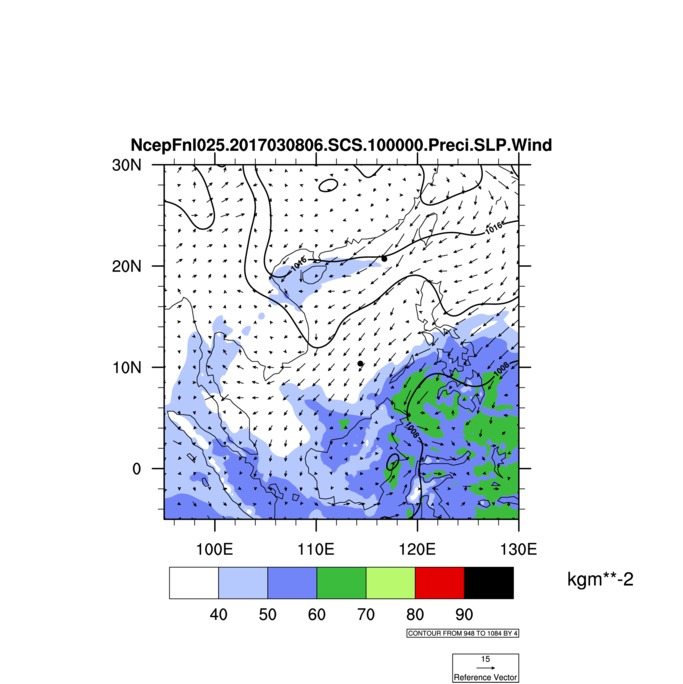 NcepFnl025.2017030806.SCS.100000.Preci.SLP.Wind
30N
20N
10N
0
1016
1016
1008
1008
100E
110E
120E
130E
kgm**-2
40
50
60
70
80
90
CONTOUR FROM 948 TO 1084 BY 4
15
Reference Vector